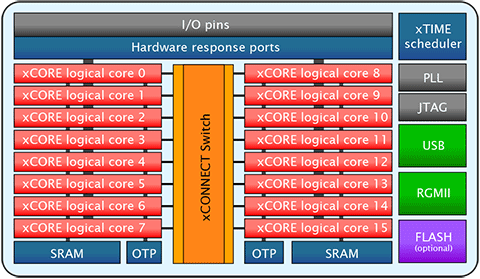 I/O pins
Hardware response ports
xTIME
scheduler
xCORE logical core 0
xCORE logical core 1
xCORE logical core 2
xCORE logical core 3
xCORE logical core 4
xCORE logical core 5
xCORE logical core 6
xCORE logical core 7
xCONNECT Switch
xCORE logical core 8
xCORE logical core 9
xCORE logical core 10
xCORE logical core 11
xCORE logical core 12
xCORE logical core 13
xCORE logical core 14
xCORE logical core 15
PLL
JTAG
USB
RGMII
FLASH
(optional)
SRAM
OTP
OTP
SRAM